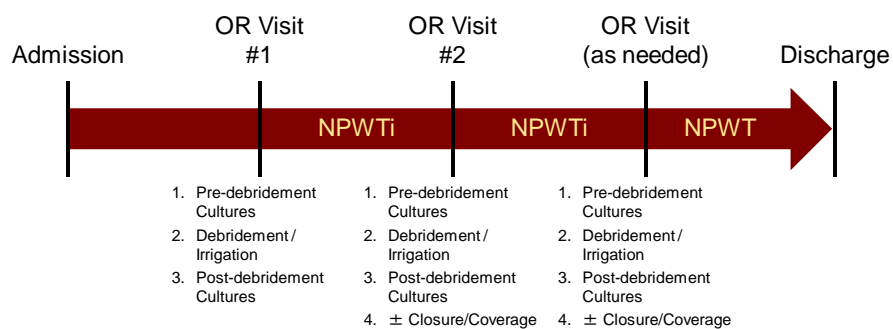 Admission
OR Visit
#1
OR Visit
#2
OR Visit
(as needed)
Discharge
NPWTi
NPWTi
NPWT
1. Pre-debridement
Cultures
2. Debridement /
Irrigation
3. Post-debridement
Cultures
1. Pre-debridement
Cultures
2. Debridement /
Irrigation
3. Post-debridement
Cultures
4. ± Closure/Coverage
1. Pre-debridement
Cultures
2. Debridement /
Irrigation
3. Post-debridement
Cultures
4. ± Closure/Coverage